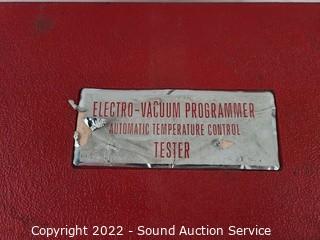 ELECTRO-VACUUM PROGRAMMER
AUTOMATIC TEMPERATURE CONTROL
TESTER
Copyright 2022 - Sound Auction Service